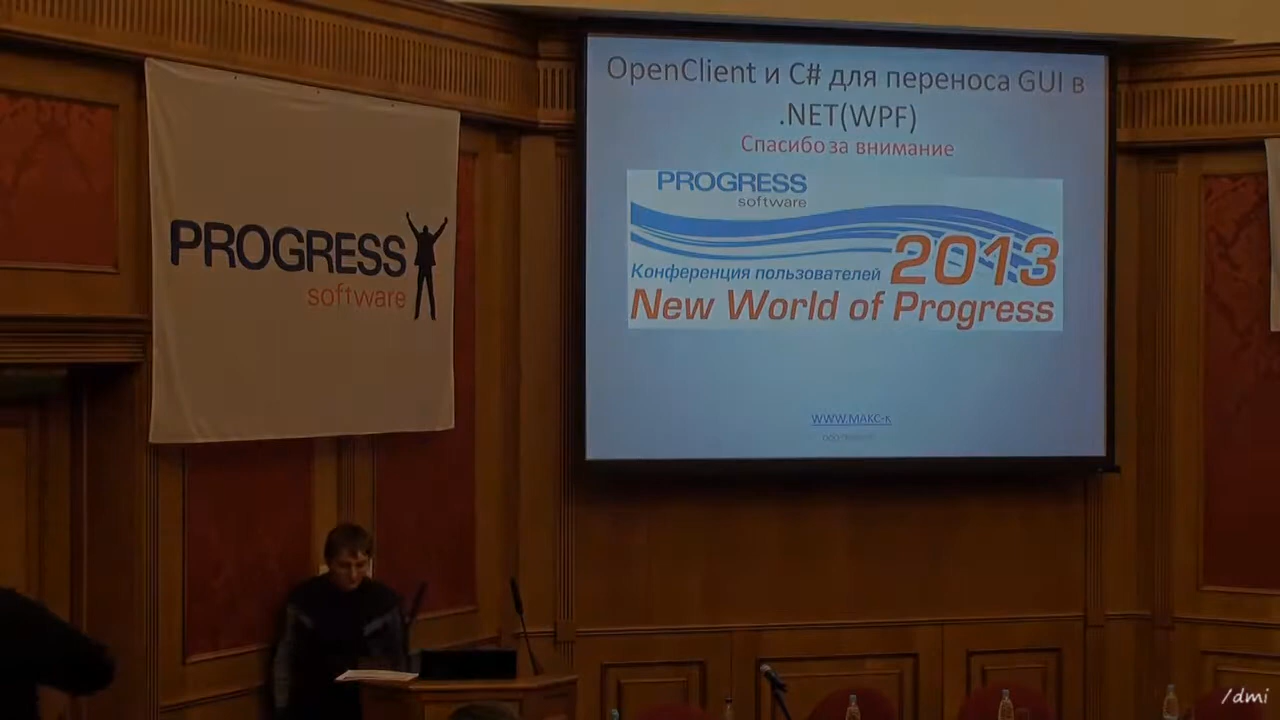 PROGRESS
software
OpenClient и C# для переноса GUI в
.NET(WPF)
Спасибо за внимание
PROGRESS
software
2013
Конференция пользователей
New World of Progress
WWW.МАКС-К
/dmi